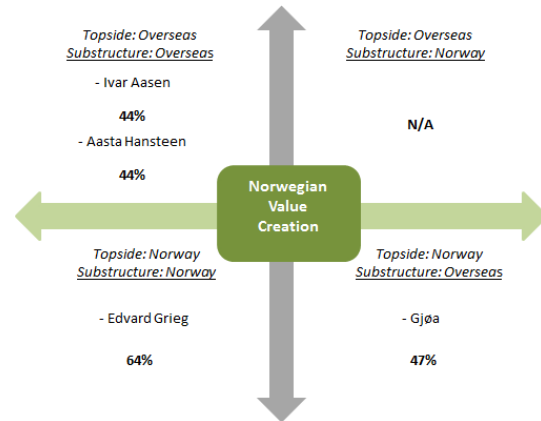 Topside: Overseas
Substructure: Overseas
- Ivar Aasen
44%
- Aasta Hansteen
44%
Topside: Overseas
Substructure: Norway
N/A
Norwegian
Value
Creation
Topside: Norway
Substructure: Norway
- Edvard Grieg
64%
Topside: Norway
Substructure: Overseas
- Gjøa
47%